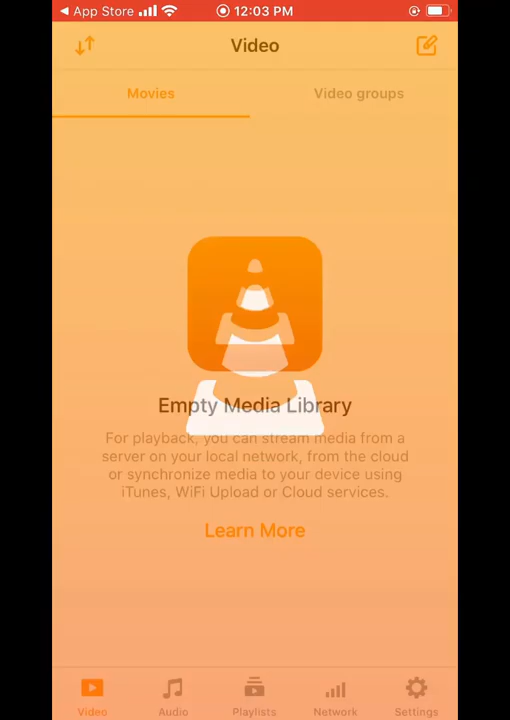 App Store 12:03 PM
Video
Movies Video groups
Empty Media Library
For playback, you can stream media from a
server on your local network, from the cloud
or synchronize media to your device using
iTunes, WiFi Upload or Cloud services.
Learn More
Video Audio Playlists Network Settings